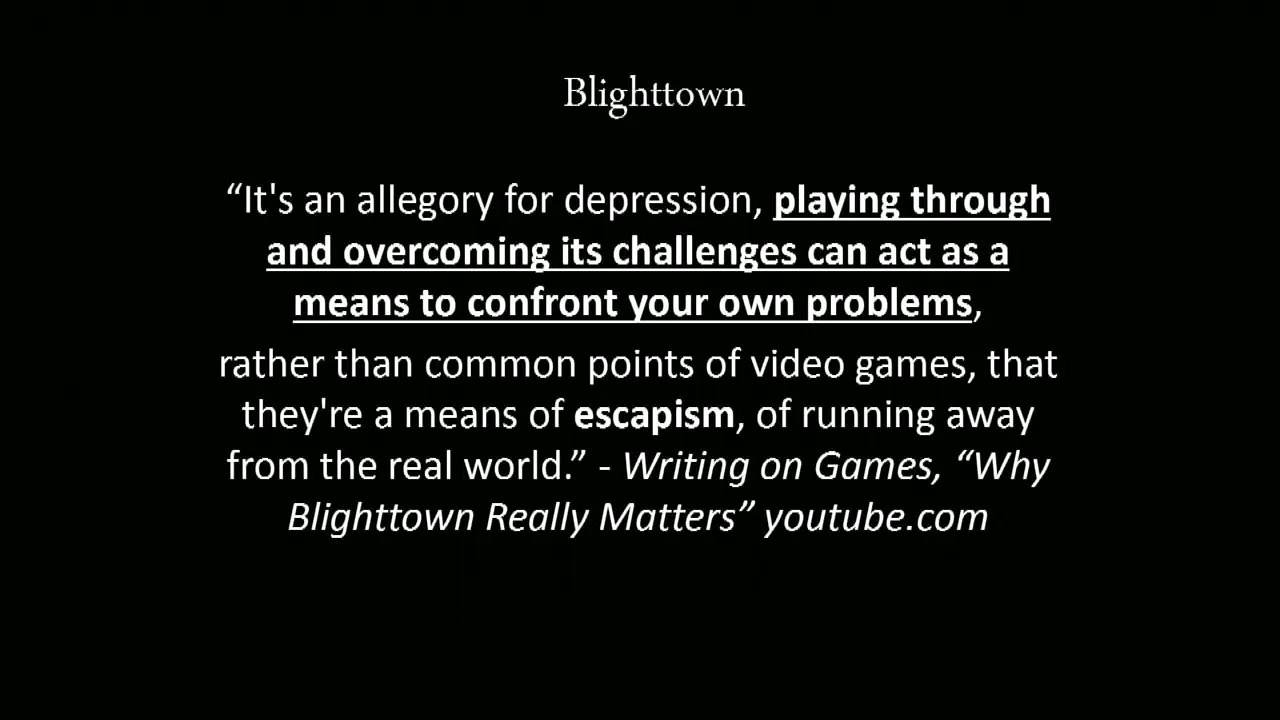 Blighttown
“It's an allegory for depression, playing through
and overcoming its challenges can act as a
means to confront your own problems,
rather than common points of video games, that
they're a means of escapism, of running away
from the real world.” - Writing on Games, “Why
Blighttown Really Matters” youtube.com